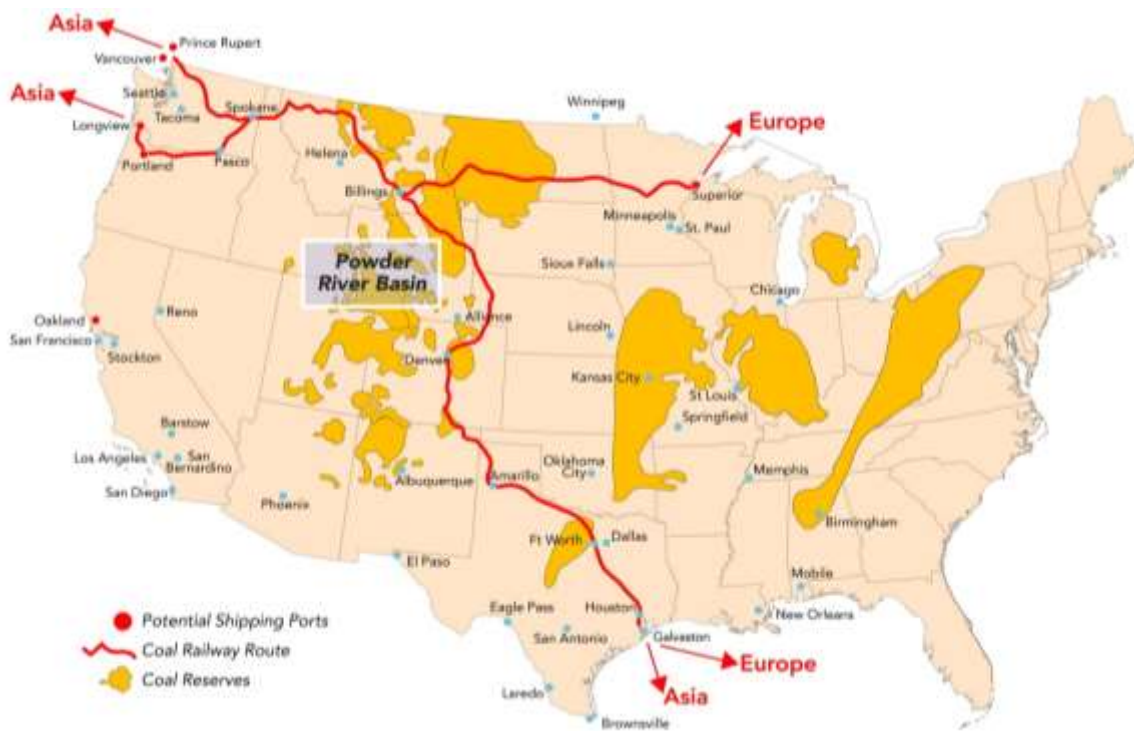 Asia
Prince Rupert
Vancouver
Seattle
Asia
Tacoma
Spokane
Longview
Portland
Pasco
Winnipeg
Europe
Helena
Billings
Superior
Minneapolis
St. Paul
Powder
River Basin
Sioux Falls
Chicago
Reno
Oakland
San Francisco
Stockton
Alliance
Lincoln
Denver
Kansas City
St Louis
Springfield
Barstow
Los Angeles
San
Bernardino
San Diego
Phoenix
Albuquerque
Amarillo
Oklahoma
City
Memphis
Birmingham
Ft Worth
Dallas
El Paso
Mobile
New Orleans
Eagle Pass
Houston
San Antonio
Galvaston
Europe
Asia
Laredo
Brownsville
Potential Shipping Ports
Coal Railway Route
Coal Reserves